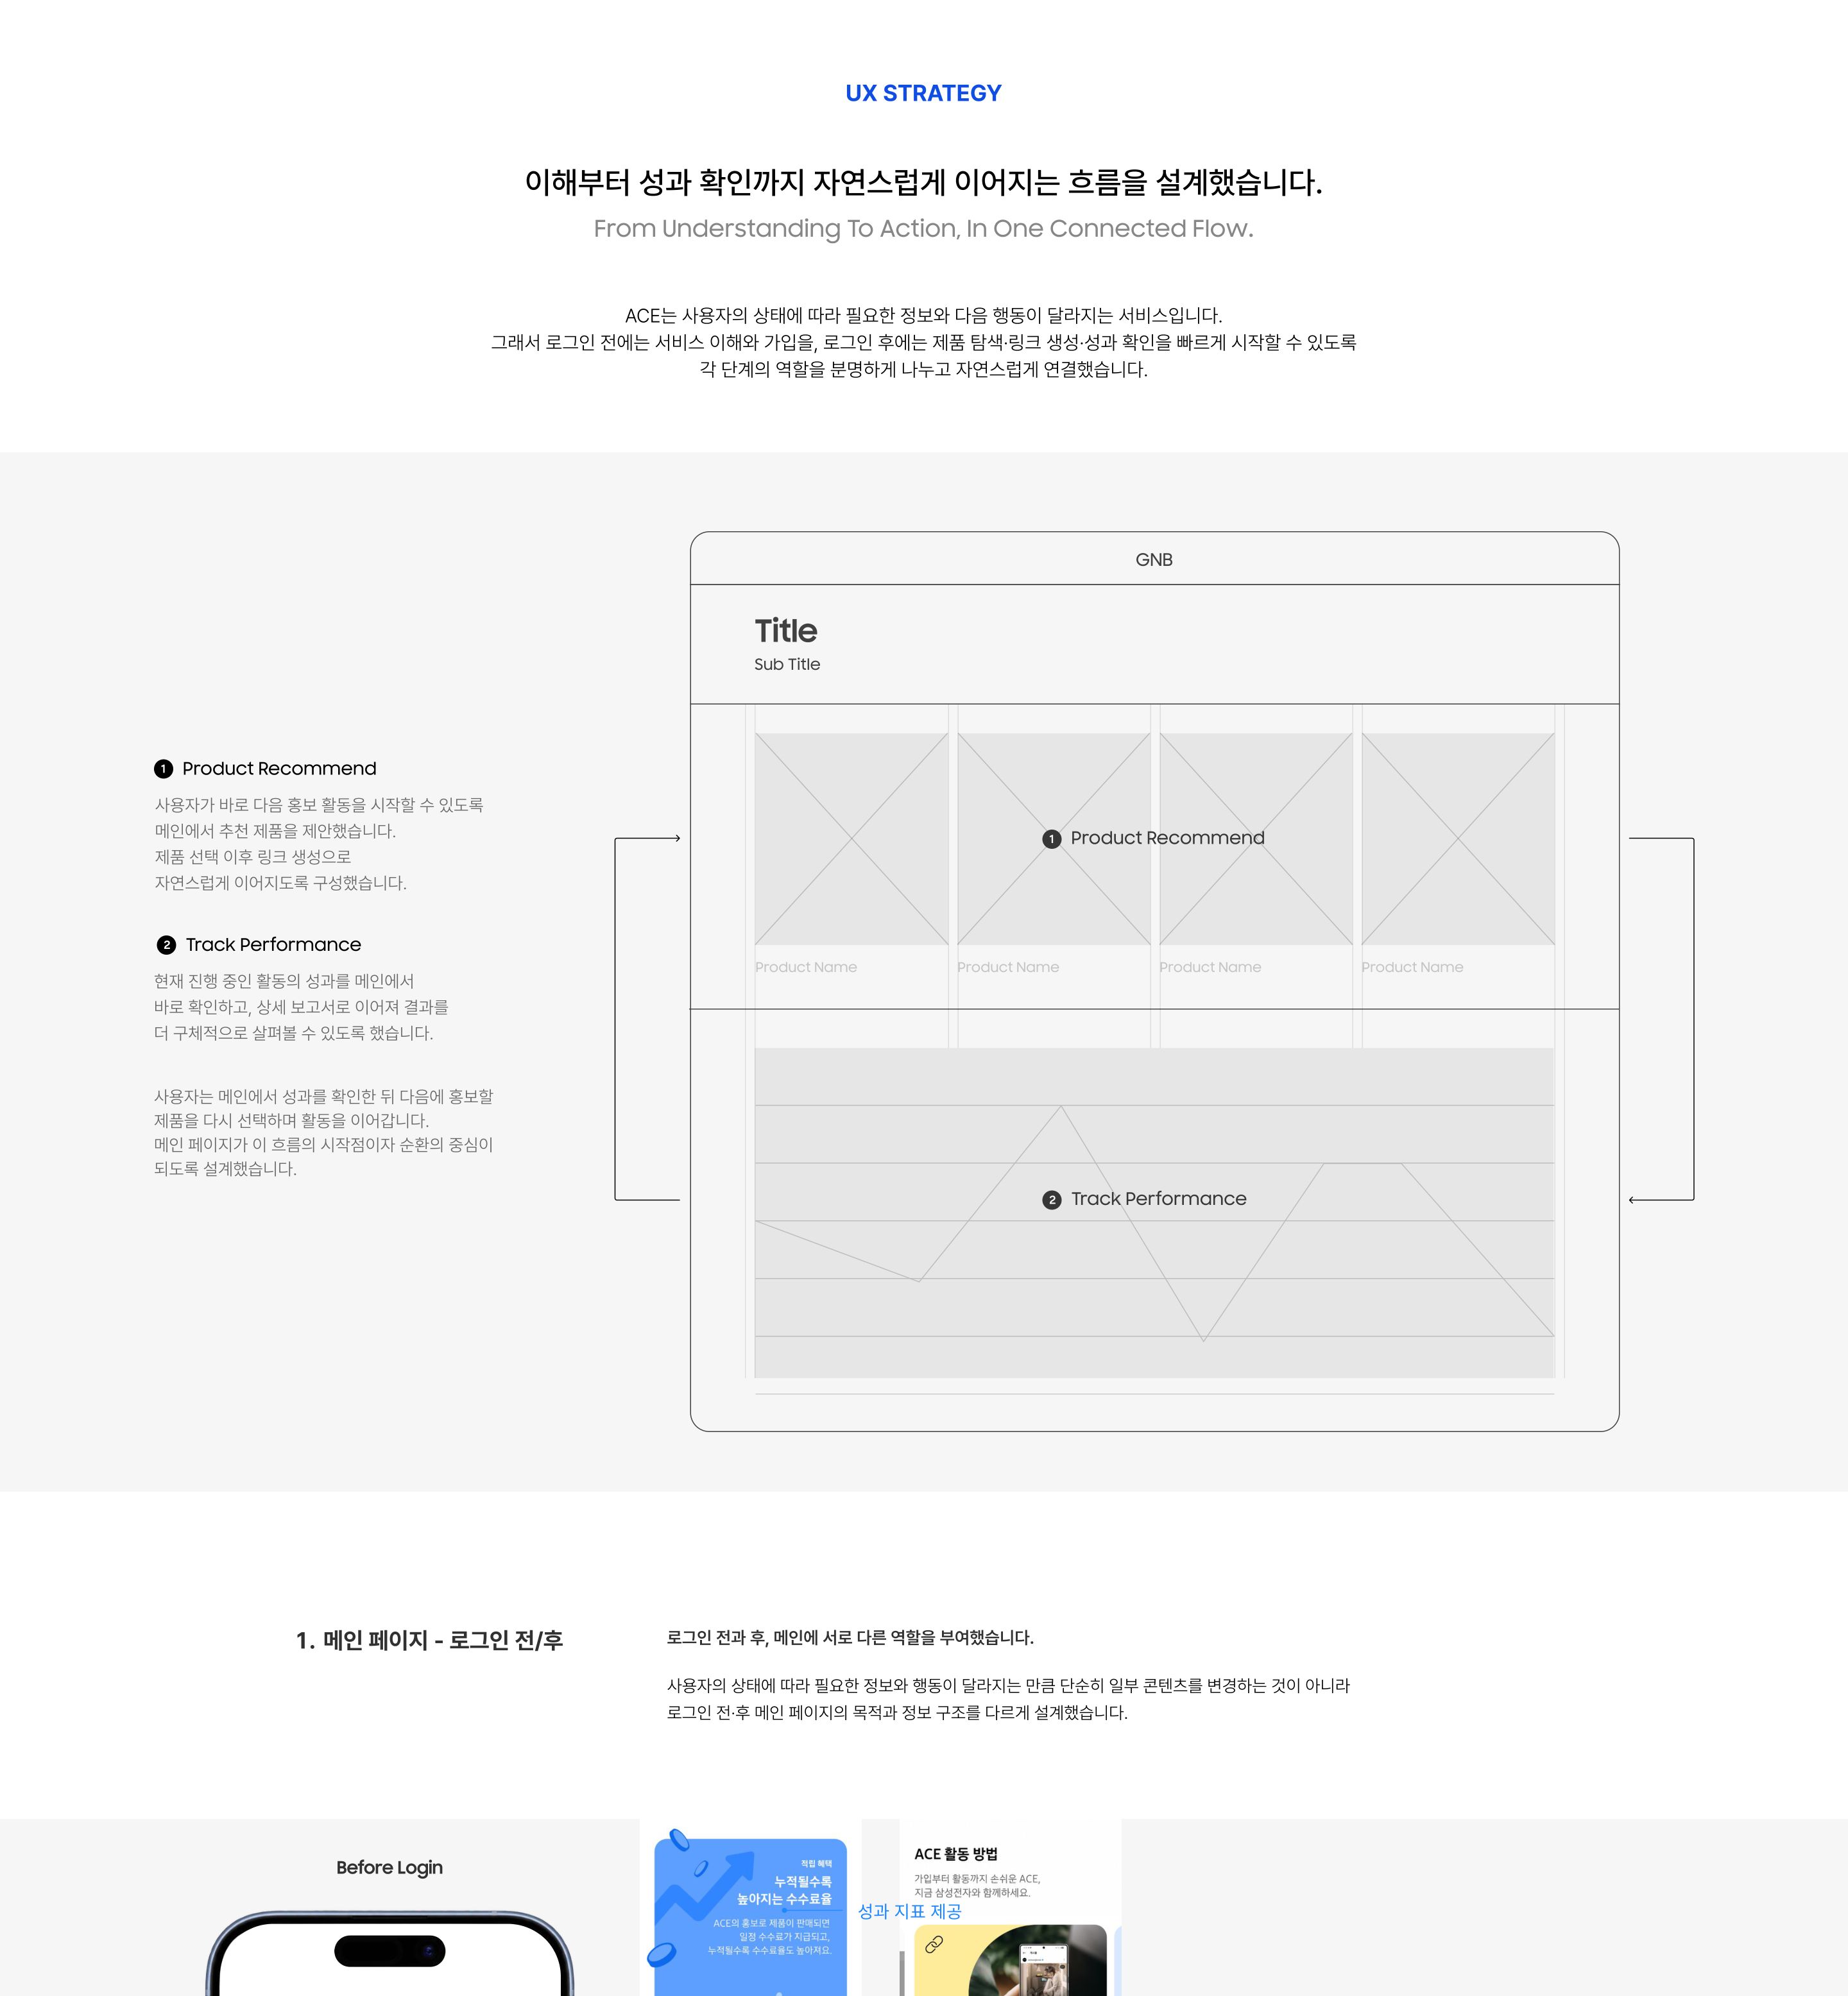 UX STRATEGY
이해부터 성과 확인까지 자연스럽게 이어지는 흐름을 설계했습니다.
From Understanding To Action, In One Connected Flow.
ACE는 사용자의 상태에 따라 필요한 정보와 다음 행동이 달라지는 서비스입니다.
그래서 로그인 전에는 서비스 이해와 가입을, 로그인 후에는 제품 탐색·링크 생성·성과 확인을 빠르게 시작할 수 있도록
각 단계의 역할을 분명하게 나누고 자연스럽게 연결했습니다.
1 Product Recommend
사용자가 바로 다음 홍보 활동을 시작할 수 있도록
메인에서 추천 제품을 제안했습니다.
제품 선택 이후 링크 생성으로
자연스럽게 이어지도록 구성했습니다.
2 Track Performance
현재 진행 중인 활동의 성과를 메인에서
바로 확인하고, 상세 보고서로 이어져 결과를
더 구체적으로 살펴볼 수 있도록 했습니다.
사용자는 메인에서 성과를 확인한 뒤 다음에 홍보할
제품을 다시 선택하며 활동을 이어갑니다.
메인 페이지가 이 흐름의 시작점이자 순환의 중심이
되도록 설계했습니다.
GNB
Title
Sub Title
1 Product Recommend
Product Name Product Name Product Name Product Name
2 Track Performance
1. 메인 페이지 - 로그인 전/후
로그인 전과 후, 메인에 서로 다른 역할을 부여했습니다.
사용자의 상태에 따라 필요한 정보와 행동이 달라지는 만큼 단순히 일부 콘텐츠를 변경하는 것이 아니라
로그인 전·후 메인 페이지의 목적과 정보 구조를 다르게 설계했습니다.
Before Login
적립 혜택
누적될수록
높아지는 수수료율
ACE의 홍보로 제품이 판매되면
일정 수수료가 지급되고,
누적될수록 수수료율도 높아져요.
성과 지표 제공
ACE 활동 방법
가입부터 활동까지 손쉬운 ACE,
지금 삼성전자와 함께하세요.